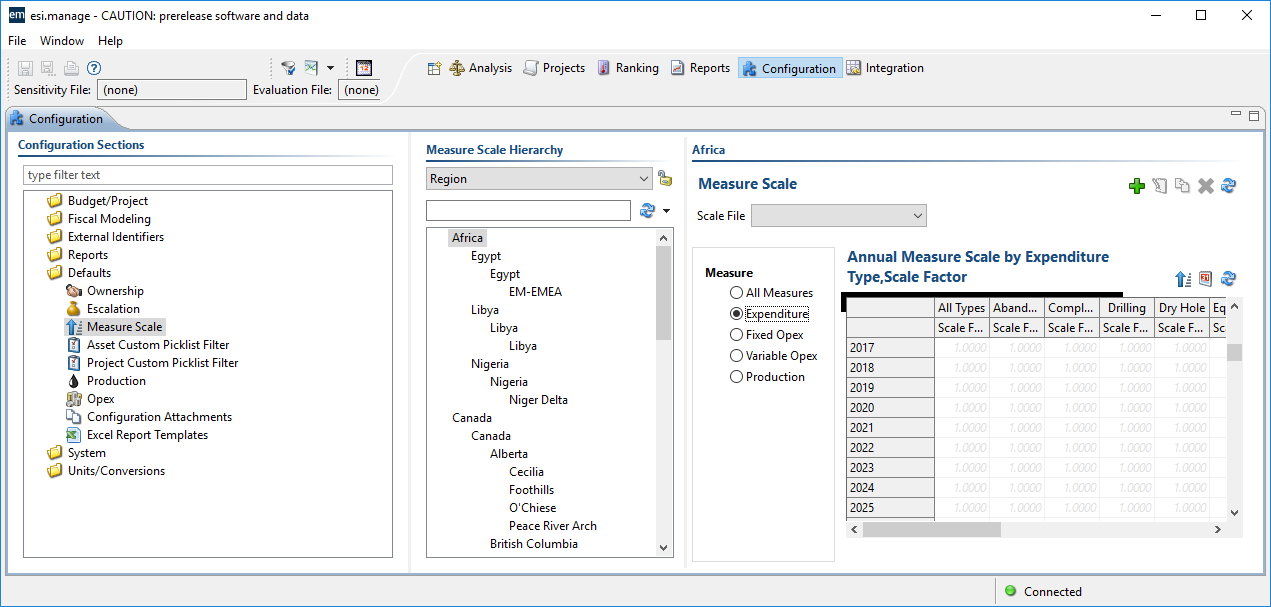 em esi.manage - CAUTION: prerelease software and data
File Window Help
Analysis Projects Ranking Reports Configuration Integration
Sensitivity File: (none) Evaluation File: (none)
Configuration
Configuration Sections
type filter text
Budget/Project
Fiscal Modeling
External Identifiers
Reports
Defaults
Ownership
Escalation
Measure Scale
Asset Custom Picklist Filter
Project Custom Picklist Filter
Production
Opex
Configuration Attachments
Excel Report Templates
System
Units/Conversions
Measure Scale Hierarchy
Region
Africa
Egypt
Egypt
EM-EMEA
Libya
Libya
Libya
Nigeria
Nigeria
Niger Delta
Canada
Canada
Alberta
Cecilia
Foothills
O'Chiese
Peace River Arch
British Columbia
Africa
Measure Scale
Scale File
Measure
All Measures
Expenditure
Fixed Opex
Variable Opex
Production
Annual Measure Scale by Expenditure
Type,Scale Factor
All Types Aband... Compl... Drilling Dry Hole Eq
Scale F... Scale F... Scale F... Scale F... Scale F... Sc
2017 1.0000 1.0000 1.0000 1.0000 1.0000
2018 1.0000 1.0000 1.0000 1.0000 1.0000
2019 1.0000 1.0000 1.0000 1.0000 1.0000
2020 1.0000 1.0000 1.0000 1.0000 1.0000
2021 1.0000 1.0000 1.0000 1.0000 1.0000
2022 1.0000 1.0000 1.0000 1.0000 1.0000
2023 1.0000 1.0000 1.0000 1.0000 1.0000
2024 1.0000 1.0000 1.0000 1.0000 1.0000
2025 1.0000 1.0000 1.0000 1.0000 1.0000
Connected